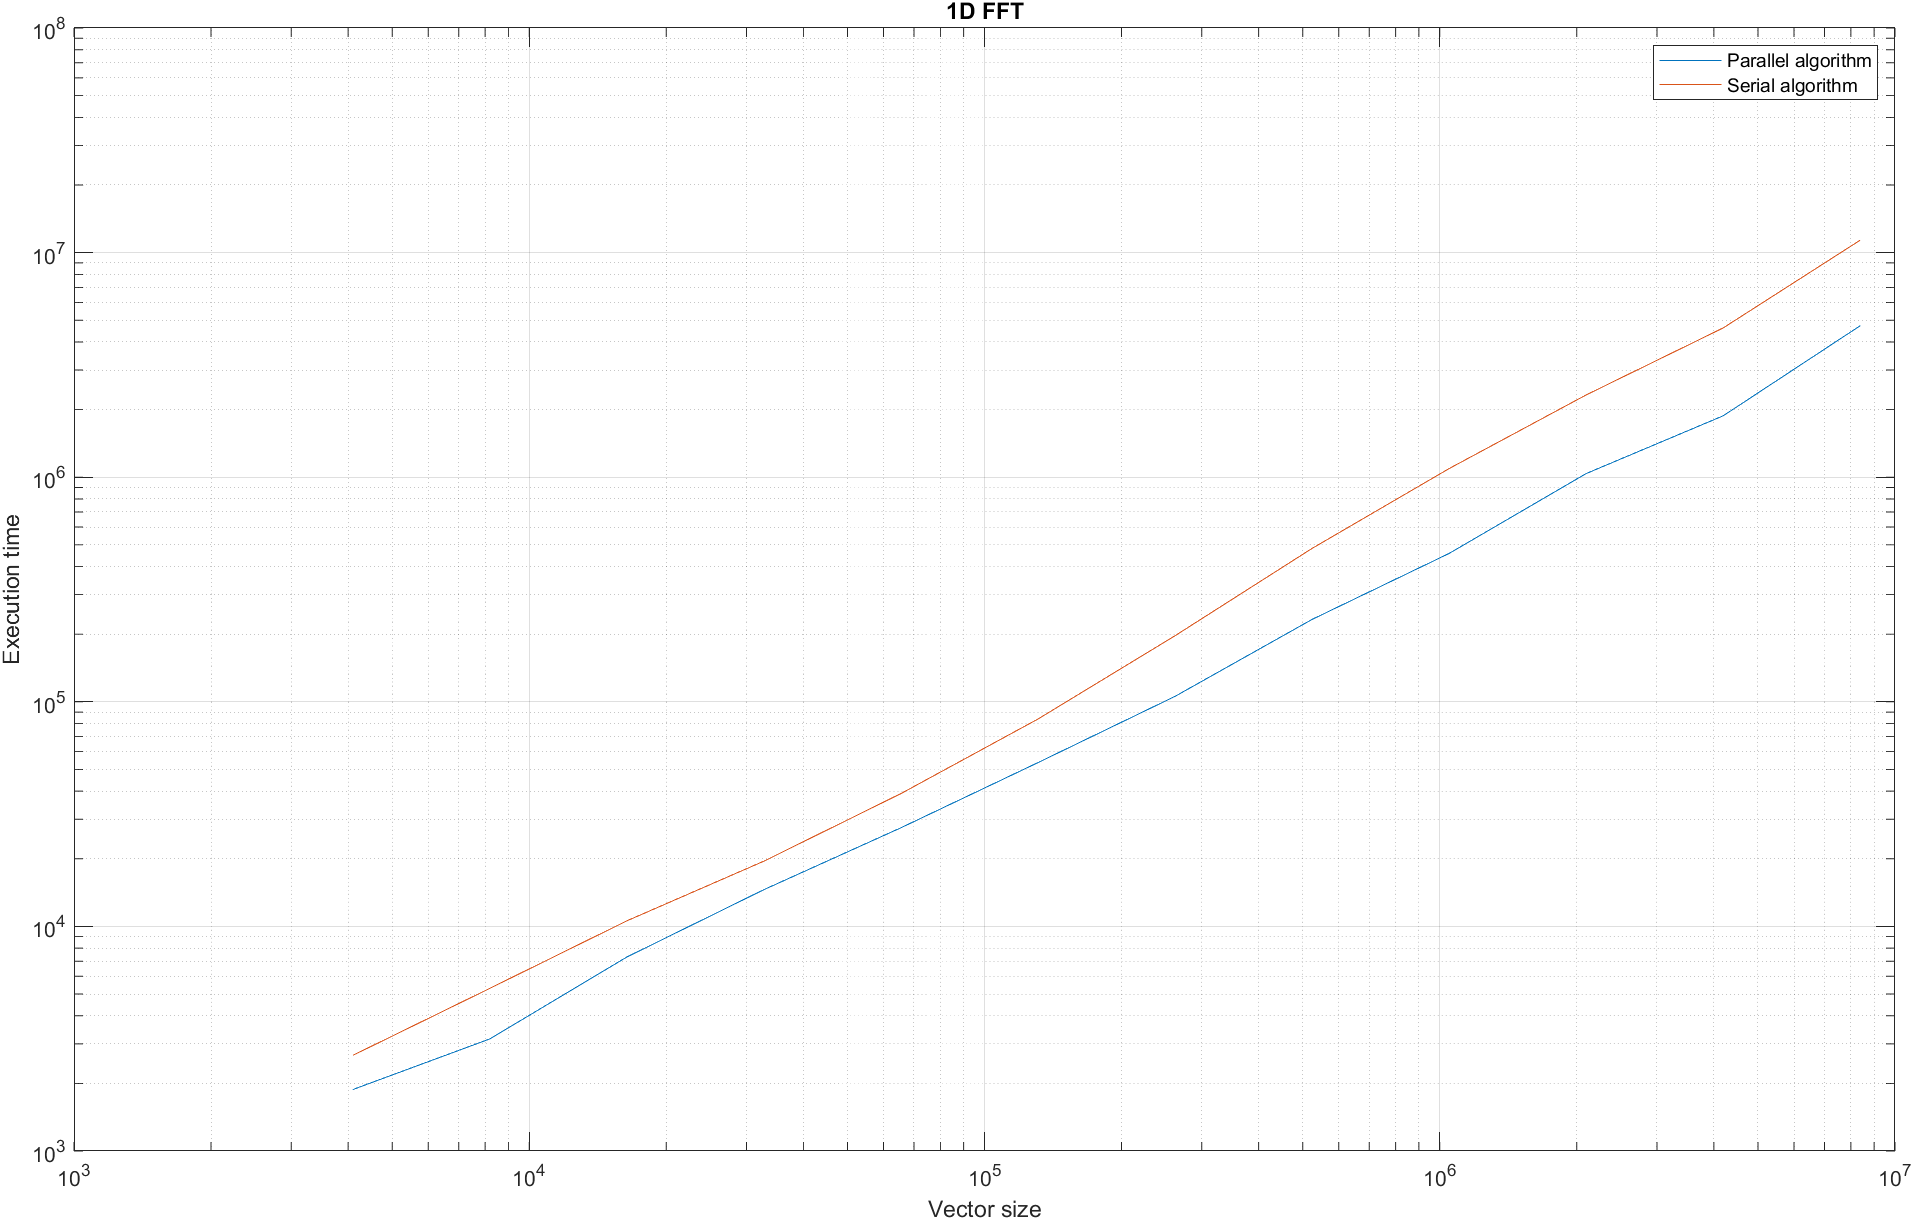 1D FFT
10^8
Parallel algorithm
Serial algorithm
10^7
10^6
Execution time
10^5
10^4
10^3
10^3 10^4 10^5 10^6 10^7
Vector size